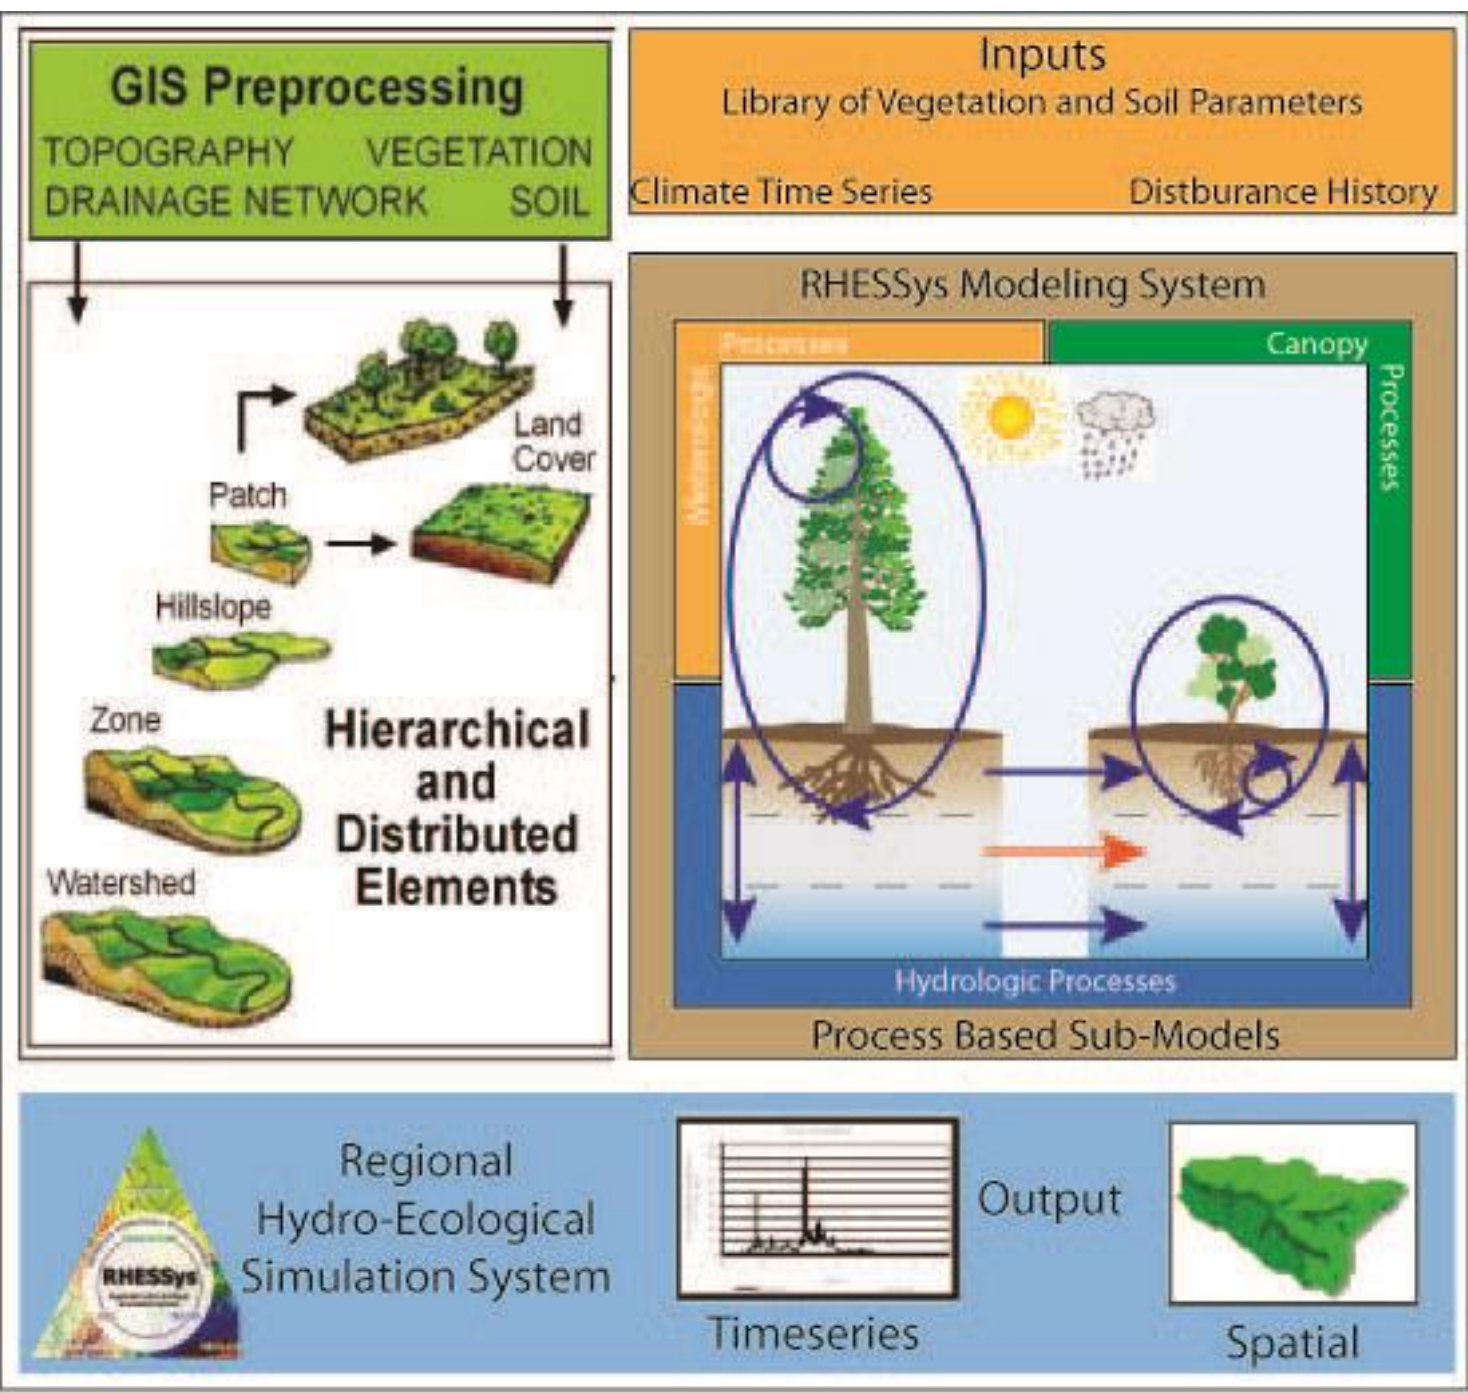 GIS Preprocessing
TOPOGRAPHY VEGETATION
DRAINAGE NETWORK SOIL
Inputs
Library of Vegetation and Soil Parameters
Climate Time Series Distburance History
Land
Cover
Patch
Hillslope
Zone
Watershed
Hierarchical
and
Distributed
Elements
RHESSys Modeling System
Processes
Canopy
Processes
Hydrologic Processes
Process Based Sub-Models
RHESSys
Regional
Hydro-Ecological
Simulation System
Timeseries
Output
Spatial